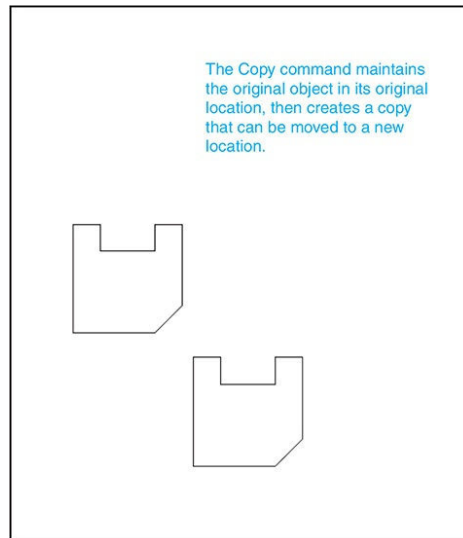 The Copy command maintains
the original object in its original
location, then creates a copy
that can be moved to a new
location.